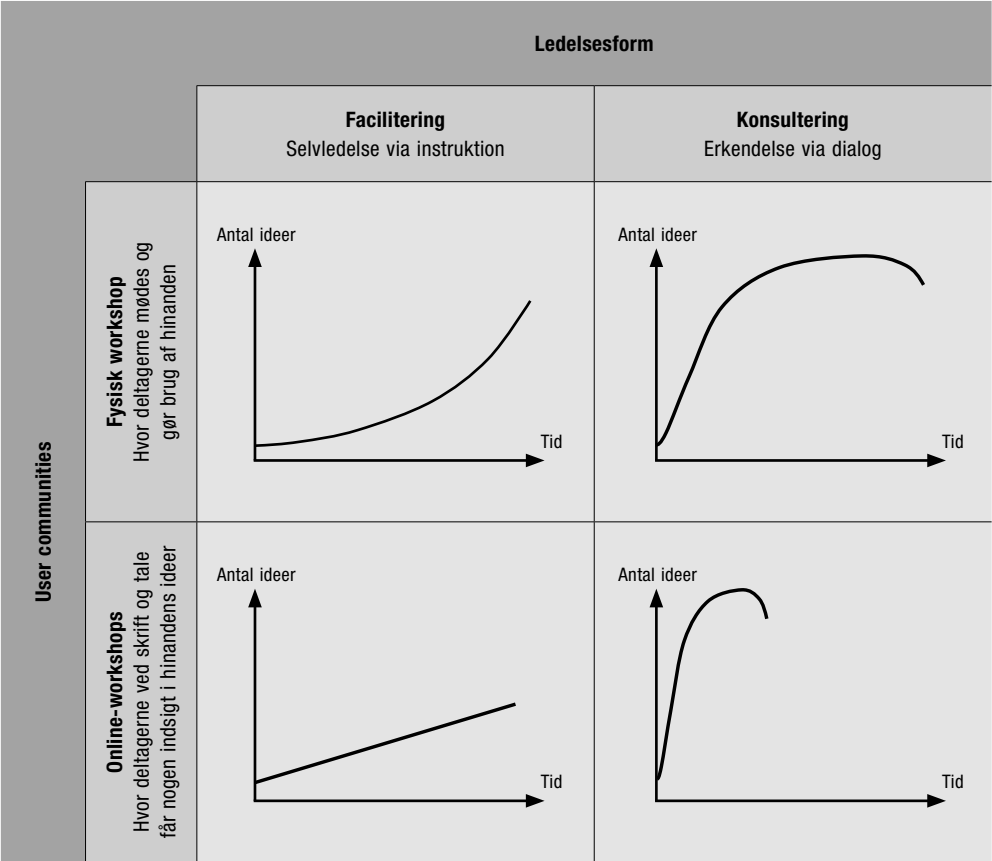 Ledelsesform
Facilitering
Selvledelse via instruktion
Konsultering
Erkendelse via dialog
User communities
Fysisk workshop
Hvor deltagerne mødes og
gør brug af hinanden
Antal ideer
Tid
Antal ideer
Tid
Online-workshops
Hvor deltagerne ved skrift og tale
får nogen indsigt i hinandens ideer
Antal ideer
Tid
Antal ideer
Tid